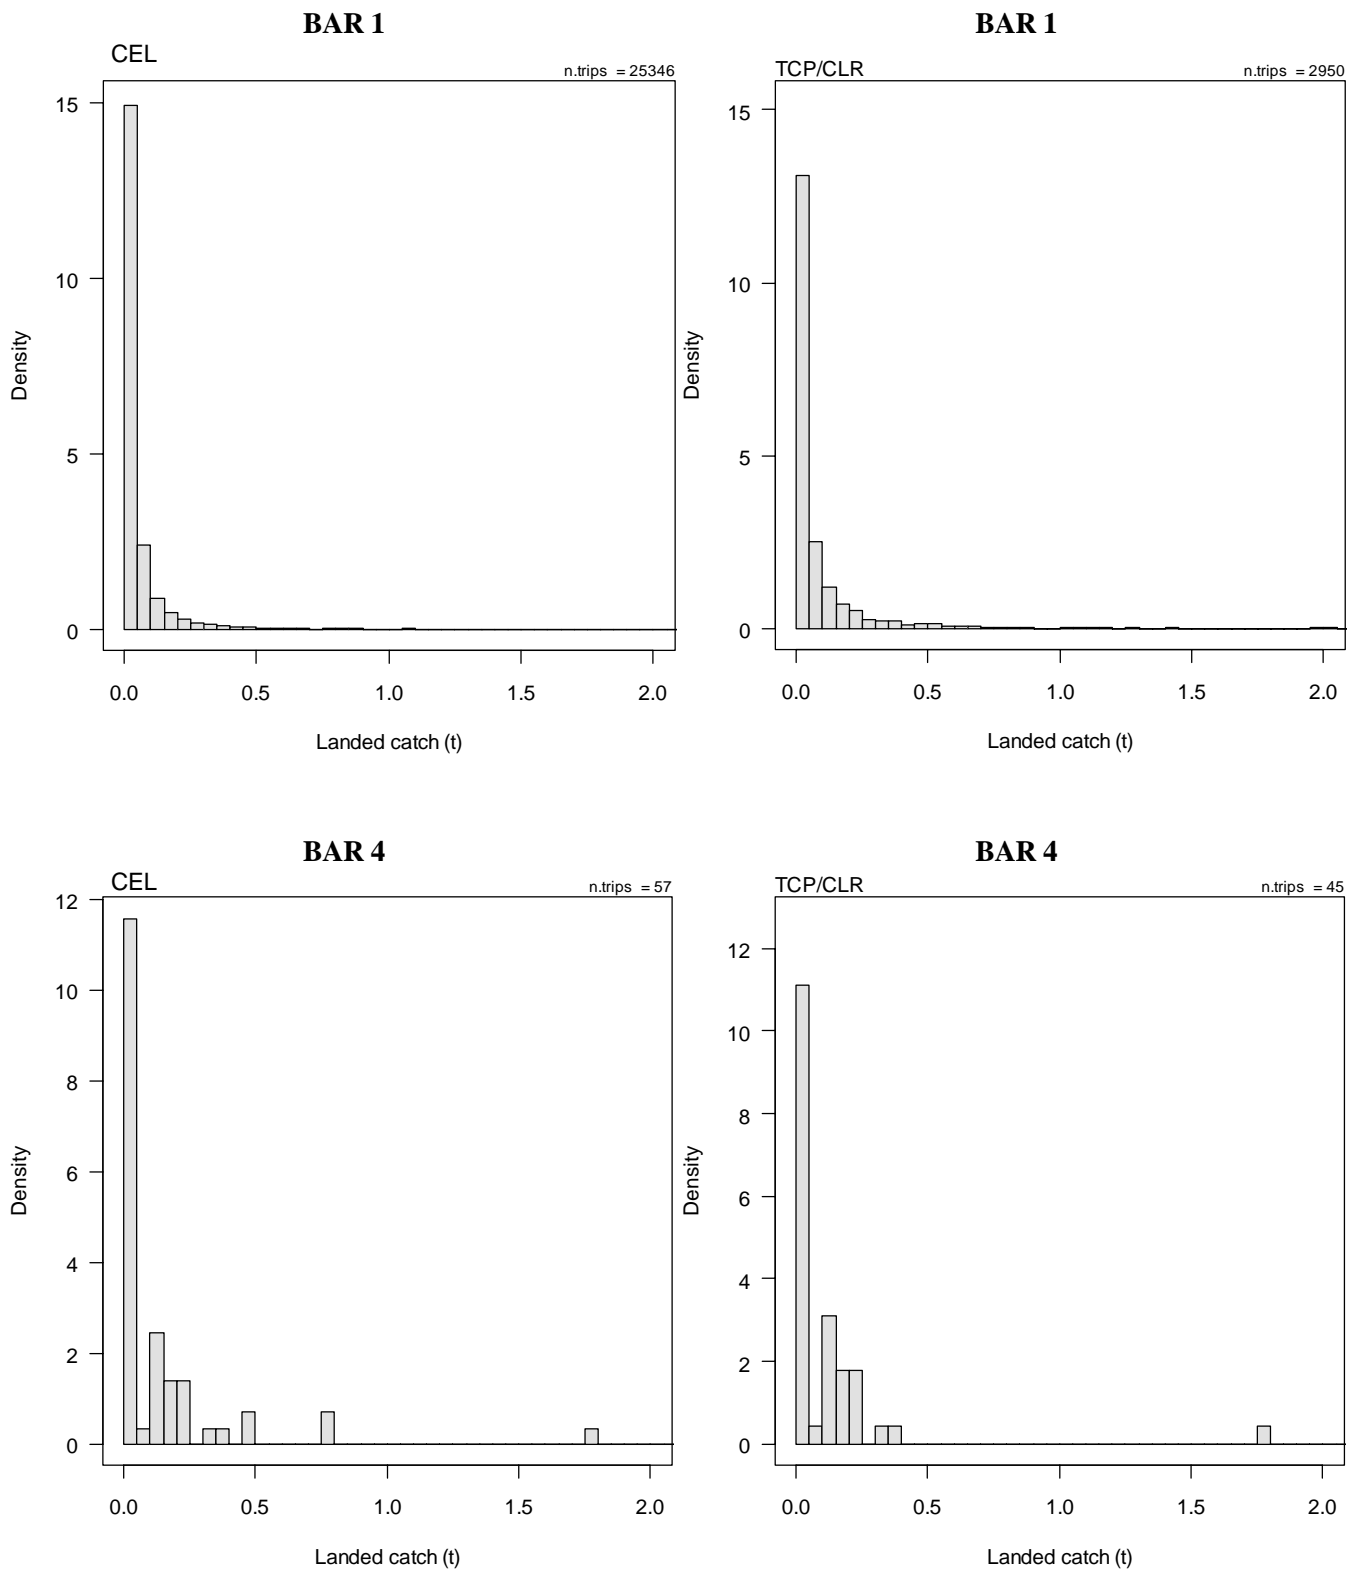 BAR 1
CEL
n.trips = 25346
15
10
5
0
Density
0.0 0.5 1.0 1.5 2.0
Landed catch (t)
BAR 1
TCP/CLR
n.trips = 2950
15
10
5
0
Density
0.0 0.5 1.0 1.5 2.0
Landed catch (t)
BAR 4
CEL
n.trips = 57
12
10
8
6
4
2
0
Density
0.0 0.5 1.0 1.5 2.0
Landed catch (t)
BAR 4
TCP/CLR
n.trips = 45
12
10
8
6
4
2
0
Density
0.0 0.5 1.0 1.5 2.0
Landed catch (t)